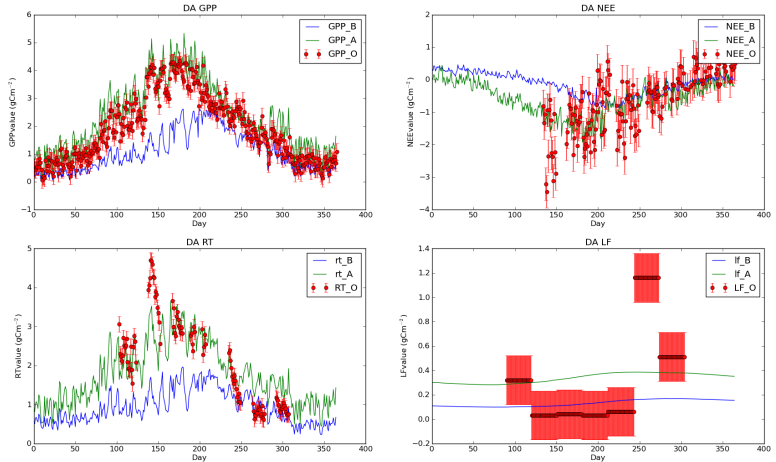 DA GPP
GPP_B
GPP_A
GPP_O
GPPvalue (gCm⁻²)
6
5
4
3
2
1
0
−1
0 50 100 150 200 250 300 350 400
Day
DA NEE
NEE_B
NEE_A
NEE_O
NEEvalue (gCm⁻²)
2
1
0
−1
−2
−3
−4
0 50 100 150 200 250 300 350 400
Day
DA RT
rt_B
rt_A
RT_O
RTvalue (gCm⁻²)
5
4
3
2
1
0
0 50 100 150 200 250 300 350 400
Day
DA LF
lf_B
lf_A
LF_O
LFvalue (gCm⁻²)
1.4
1.2
1.0
0.8
0.6
0.4
0.2
0.0
−0.2
0 50 100 150 200 250 300 350 400
Day